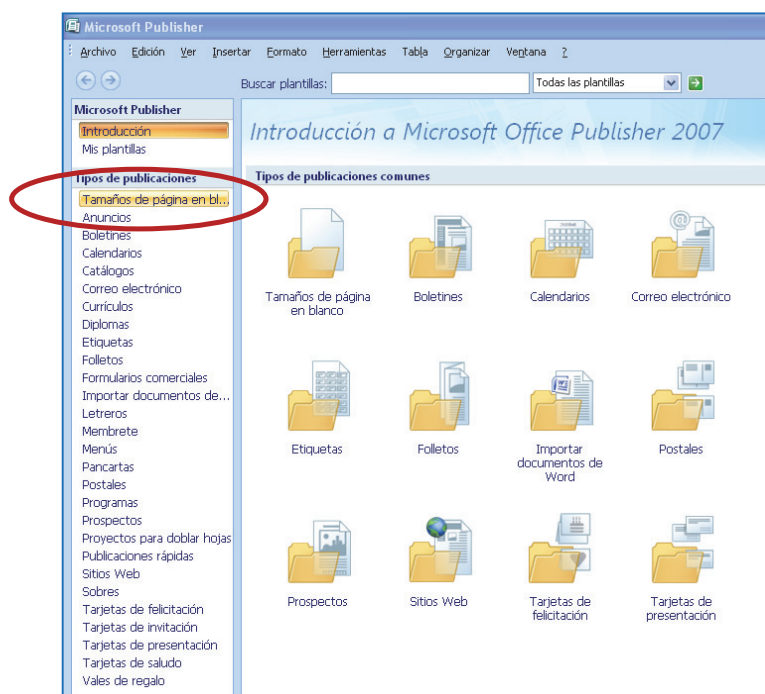 Microsoft Publisher
Archivo Edición Ver Insertar Formato Herramientas Tabla Organizar Ventana ?
Buscar plantillas: Todas las plantillas
Microsoft Publisher
Introducción
Mis plantillas
Tipos de publicaciones
Tamaños de página en bl...
Anuncios
Boletines
Calendarios
Catálogos
Correo electrónico
Currículos
Diplomas
Etiquetas
Folletos
Formularios comerciales
Importar documentos de...
Letreros
Membrete
Menús
Pancartas
Postales
Programas
Prospectos
Proyectos para doblar hojas
Publicaciones rápidas
Sitios Web
Sobres
Tarjetas de felicitación
Tarjetas de invitación
Tarjetas de presentación
Tarjetas de saludo
Vales de regalo
Introducción a Microsoft Office Publisher 2007
Tipos de publicaciones comunes
Tamaños de página
en blanco
Boletines
Calendarios
Correo electrónico
Etiquetas
Folletos
Importar
documentos de
Word
Postales
Prospectos
Sitios Web
Tarjetas de
felicitación
Tarjetas de
presentación